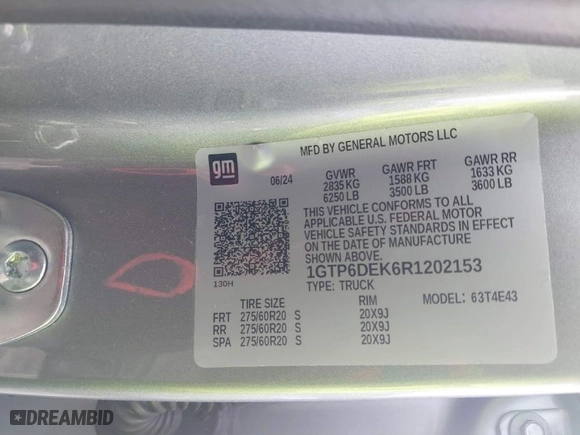 MFD BY GENERAL MOTORS LLC
gm
06/24
GVWR GAWR FRT GAWR RR
2835 KG 1588 KG 1633 KG
6250 LB 3500 LB 3600 LB
THIS VEHICLE CONFORMS TO ALL
APPLICABLE U.S. FEDERAL MOTOR
VEHICLE SAFETY STANDARDS IN EFFECT
ON THE DATE OF MANUFACTURE
SHOWN ABOVE.
130H
1GTP6DEK6R1202153
TYPE: TRUCK MODEL: 63T4E43
TIRE SIZE RIM
FRT 275/60R20 S 20X9J
RR 275/60R20 S 20X9J
SPA 275/60R20 S 20X9J
DREAMBID